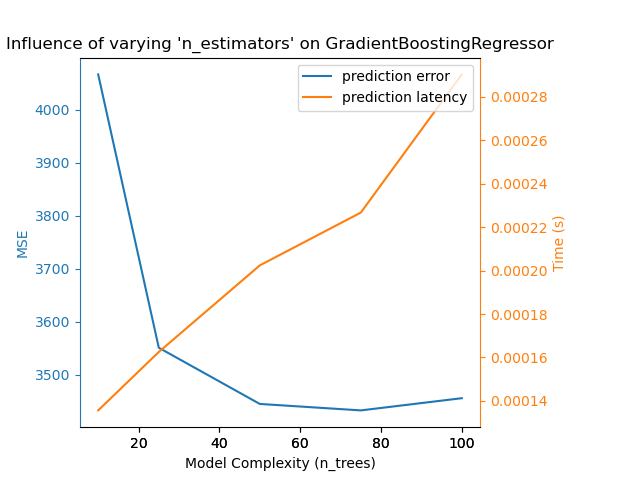 Influence of varying 'n_estimators' on GradientBoostingRegressor
prediction error
prediction latency
4000
3900
3800
3700
3600
3500
MSE
0.00028
0.00026
0.00024
0.00022
0.00020
0.00018
0.00016
0.00014
Time (s)
20 40 60 80 100
Model Complexity (n_trees)